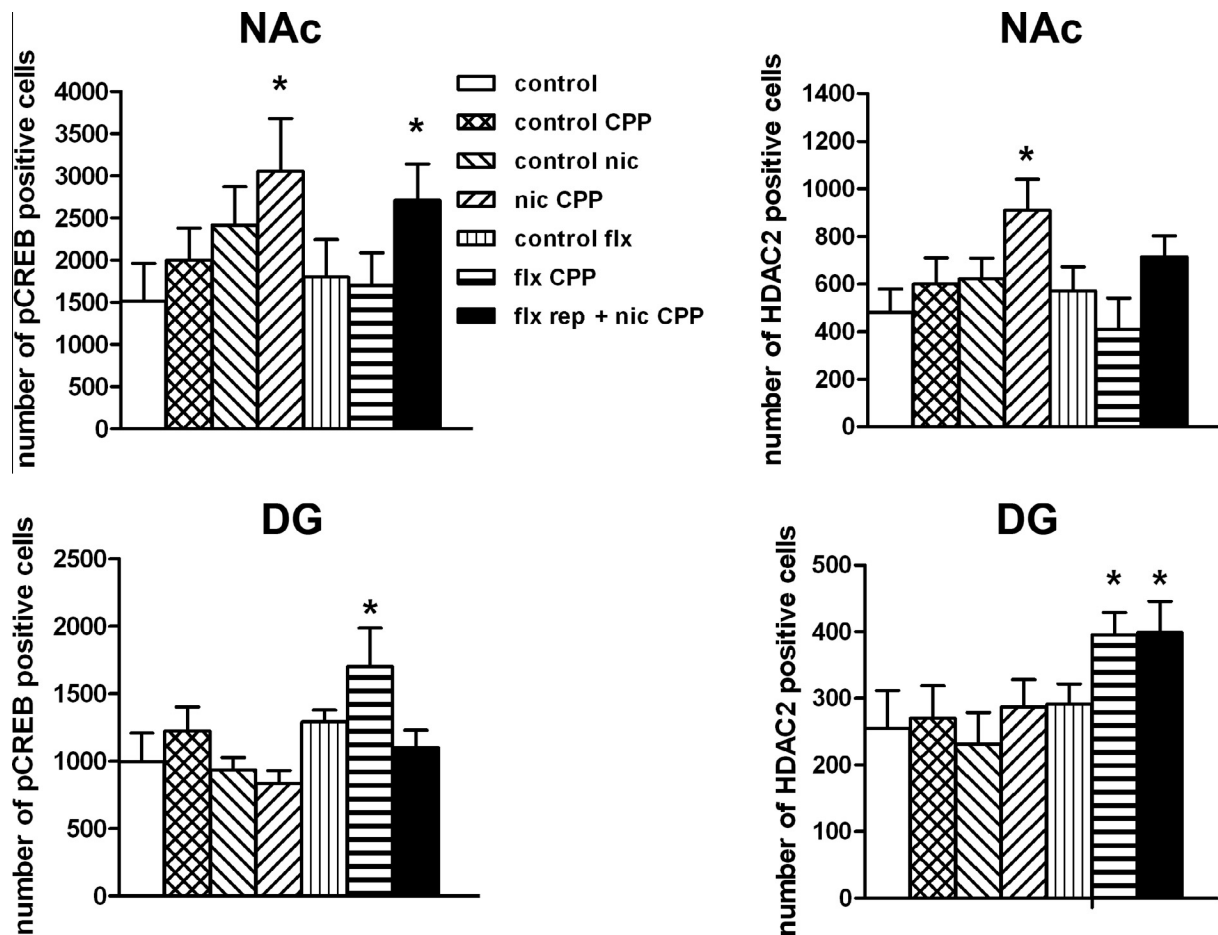 NAc
number of pCREB positive cells
4000
3500
3000
2500
2000
1500
1000
500
0
*
*
control
control CPP
control nic
nic CPP
control flx
flx CPP
flx rep + nic CPP
NAc
number of HDAC2 positive cells
1400
1200
1000
800
600
400
200
0
*
DG
number of pCREB positive cells
2500
2000
1500
1000
500
0
*
DG
number of HDAC2 positive cells
500
400
300
200
100
0
*
*